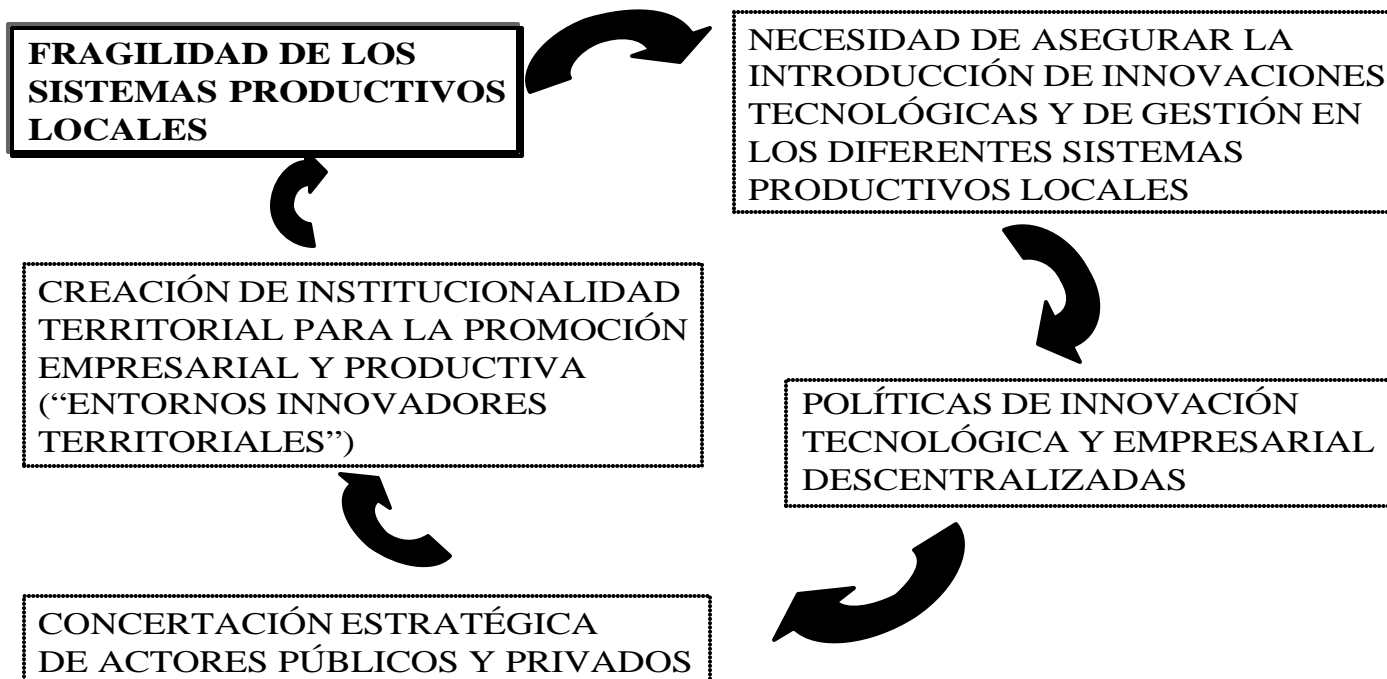 FRAGILIDAD DE LOS
SISTEMAS PRODUCTIVOS
LOCALES
NECESIDAD DE ASEGURAR LA
INTRODUCCIÓN DE INNOVACIONES
TECNOLÓGICAS Y DE GESTIÓN EN
LOS DIFERENTES SISTEMAS
PRODUCTIVOS LOCALES
POLÍTICAS DE INNOVACIÓN
TECNOLÓGICA Y EMPRESARIAL
DESCENTRALIZADAS
CONCERTACIÓN ESTRATÉGICA
DE ACTORES PÚBLICOS Y PRIVADOS
CREACIÓN DE INSTITUCIONALIDAD
TERRITORIAL PARA LA PROMOCIÓN
EMPRESARIAL Y PRODUCTIVA
(“ENTORNOS INNOVADORES
TERRITORIALES”)